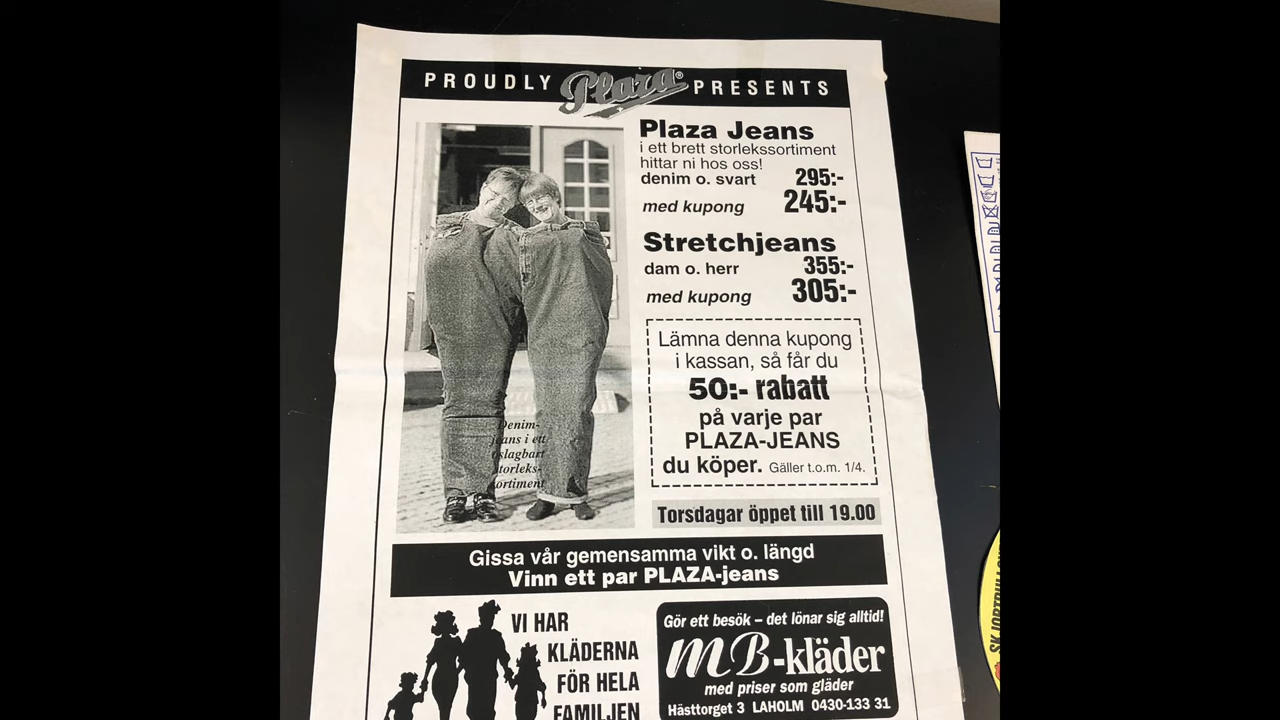 PROUDLY Plaza® PRESENTS
Plaza Jeans
i ett brett storlekssortiment
hittar ni hos oss!
denim o. svart 295:-
med kupong 245:-
Stretchjeans
dam o. herr 355:-
med kupong 305:-
Lämna denna kupong
i kassan, så får du
50:- rabatt
på varje par
PLAZA-JEANS
du köper. Gäller t.o.m. 1/4.
Denim-
jeans i ett
oslagbart
storleks-
sortiment
Torsdagar öppet till 19.00
Gissa vår gemensamma vikt o. längd
Vinn ett par PLAZA-jeans
VI HAR
KLÄDERNA
FÖR HELA
FAMILJEN
Gör ett besök – det lönar sig alltid!
MB-kläder
med priser som gläder
Hästtorget 3 LAHOLM 0430-133 31